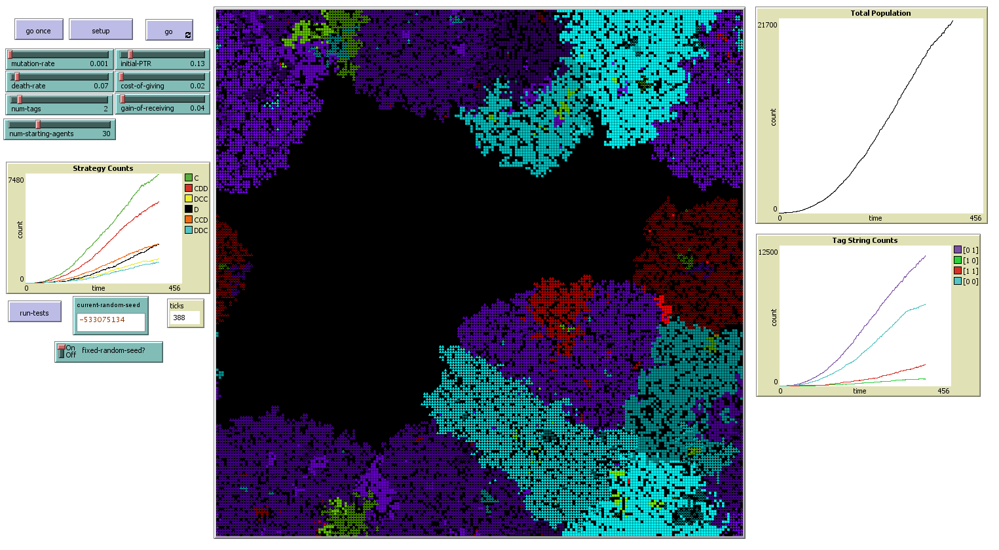 go once
setup
go
mutation-rate 0.001
initial-PTR 0.13
death-rate 0.07
cost-of-giving 0.02
num-tags 2
gain-of-receiving 0.04
num-starting-agents 30
Strategy Counts
7480
count
0
0
time
456
C
CDD
DCC
D
CCD
DDC
run-tests
current-random-seed
-533075134
ticks
388
On
Off
fixed-random-seed?
Total Population
21700
count
0
0
time
456
Tag String Counts
12500
count
0
0
time
456
[0 1]
[1 0]
[1 1]
[0 0]